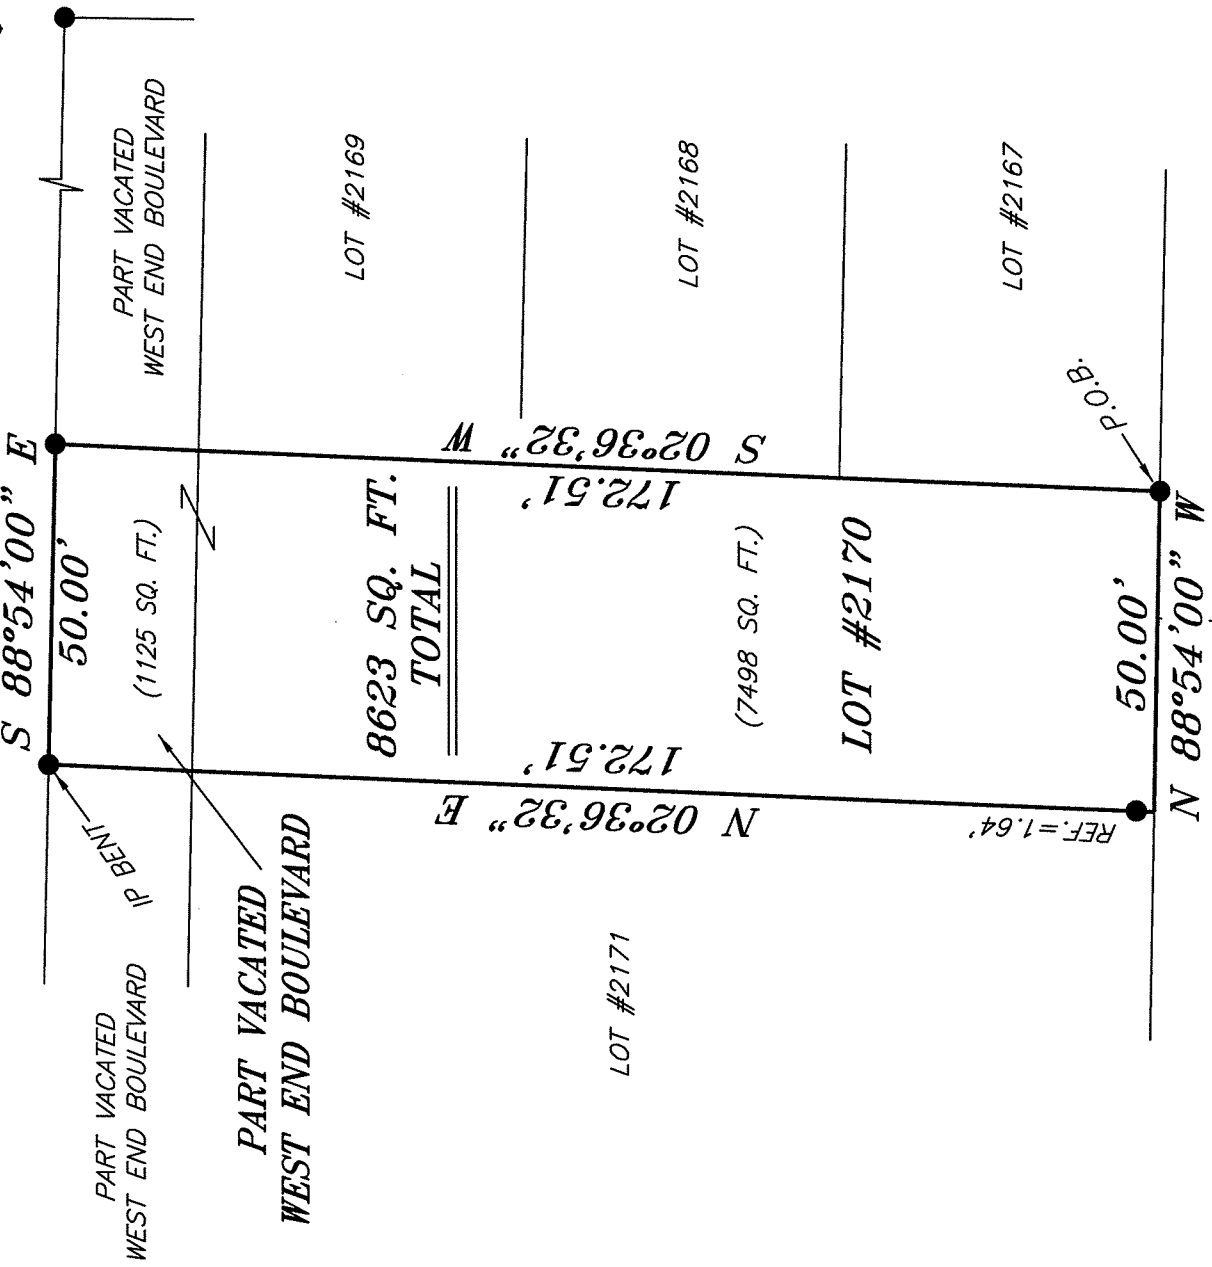 S 88°54'00" E
50.00'
(1125 SQ. FT.)
PART VACATED
WEST END BOULEVARD
PART VACATED
WEST END BOULEVARD
IP BENT
PART VACATED
WEST END BOULEVARD
LOT #2169
LOT #2168
LOT #2167
LOT #2171
S 02°36'32" W
172.51'
8623 SQ. FT.
TOTAL
(7498 SQ. FT.)
LOT #2170
172.51'
N 02°36'32" E
REF.=1.64'
P.O.B.
50.00'
N 88°54'00" W